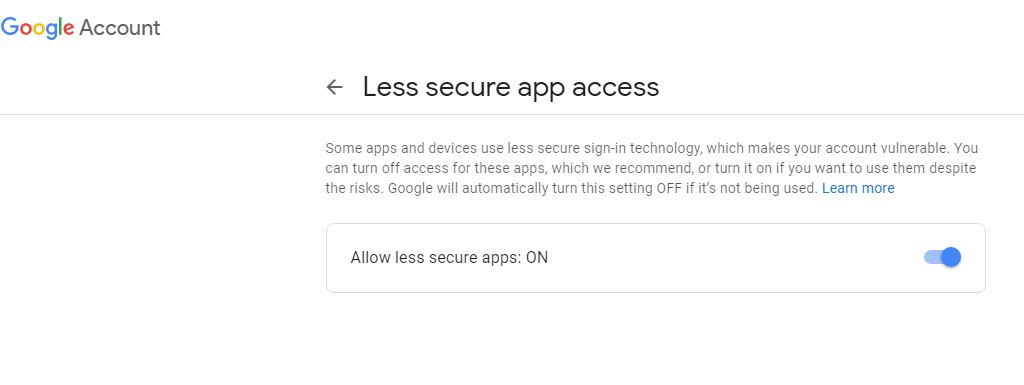 Google Account
Less secure app access
Some apps and devices use less secure sign-in technology, which makes your account vulnerable. You
can turn off access for these apps, which we recommend, or turn it on if you want to use them despite
the risks. Google will automatically turn this setting OFF if it’s not being used. Learn more
Allow less secure apps: ON